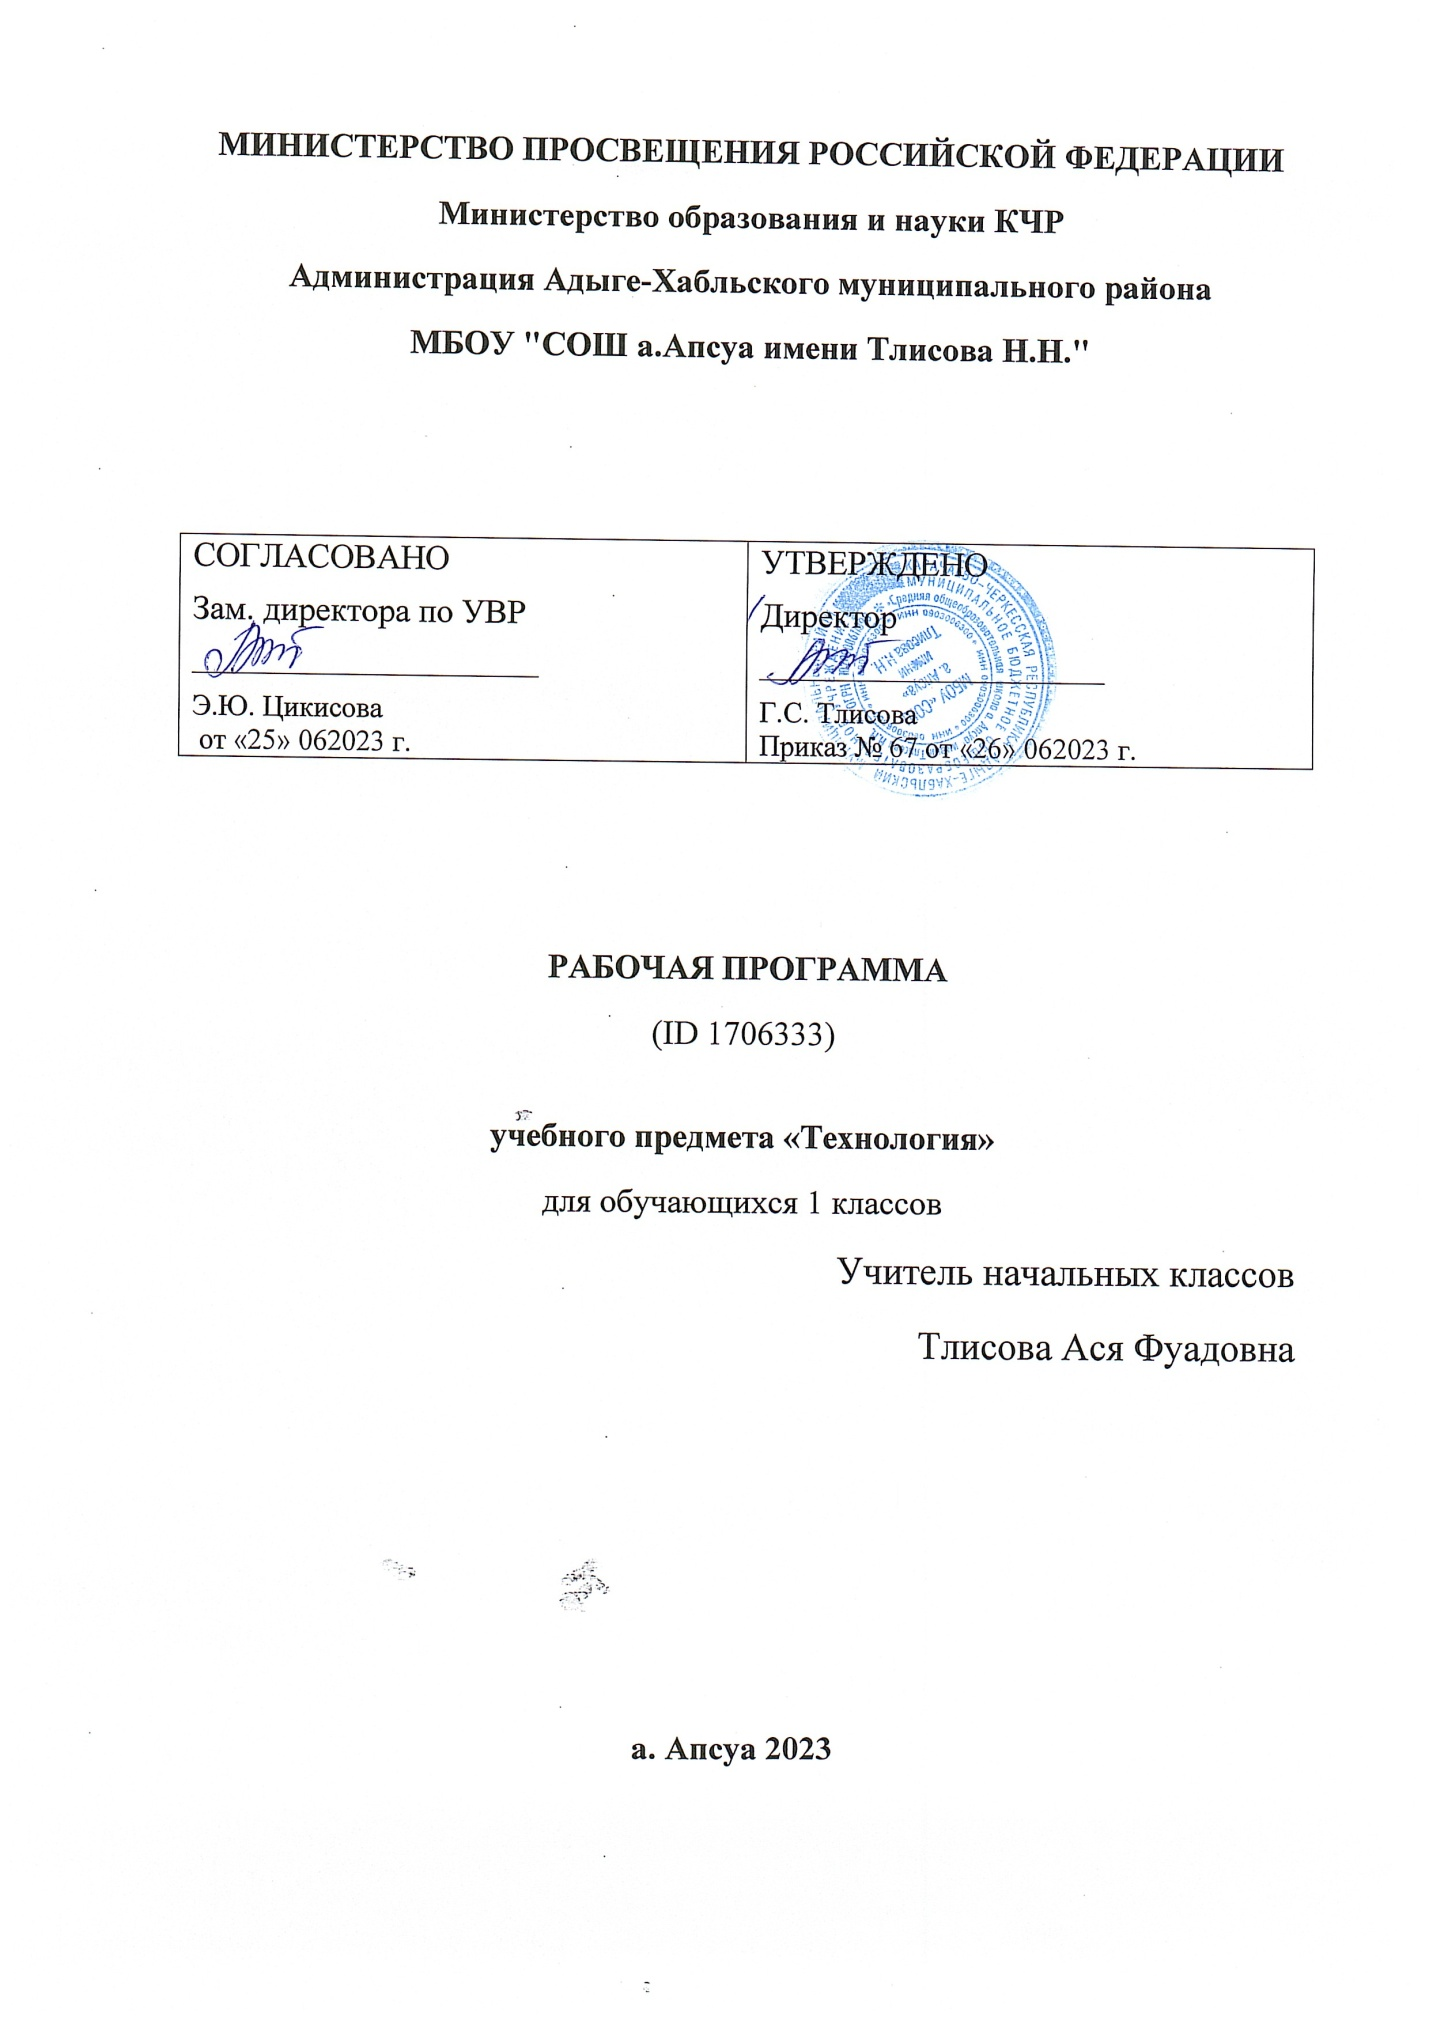 МИНИСТЕРСТВО ПРОСВЕЩЕНИЯ РОССИЙСКОЙ ФЕДЕРАЦИИ
Министерство образования и науки КЧР
Администрация Адыге-Хабльского муниципального района
МБОУ "СОШ а.Апсуа имени Тлисова Н.Н."
СОГЛАСОВАНО
Зам. директора по УВР
Э.Ю. Цикисова
от «25» 062023 г.
УТВЕРЖДЕНО
Директор
Г.С. Тлисова
Приказ № 67 от «26» 062023 г.
РАБОЧАЯ ПРОГРАММА
(ID 1706333)
учебного предмета «Технология»
для обучающихся 1 классов
Учитель начальных классов
Тлисова Ася Фуадовна
а. Апсуа 2023